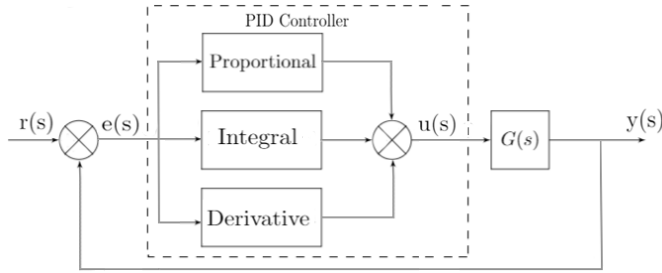 PID Controller
Proportional
r(s)
e(s)
Integral
u(s)
G(s)
y(s)
Derivative